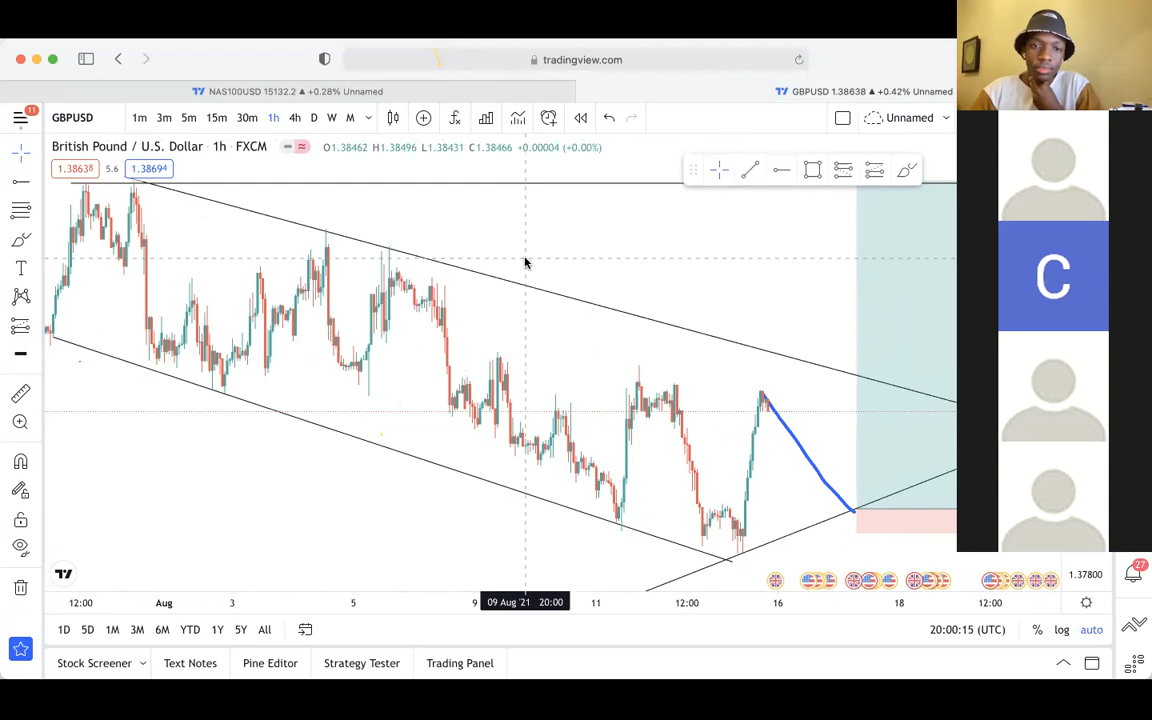 tradingview.com
NAS100USD 15132.2 ▲ +0.28% Unnamed
GBPUSD 1.38638 ▲ +0.42% Unnamed
11
GBPUSD 1m 3m 5m 15m 30m 1h 4h D W M Unnamed
British Pound / U.S. Dollar · 1h · FXCM O1.38462 H1.38496 L1.38431 C1.38466 +0.00004 (+0.00%)
1.38638 5.6 1.38694
C
1.37800
27
12:00 Aug 3 5 9 09 Aug '21 20:00 11 12:00 16 18 12:00
1D 5D 1M 3M 6M YTD 1Y 5Y All 20:00:15 (UTC) % log auto
Stock Screener Text Notes Pine Editor Strategy Tester Trading Panel